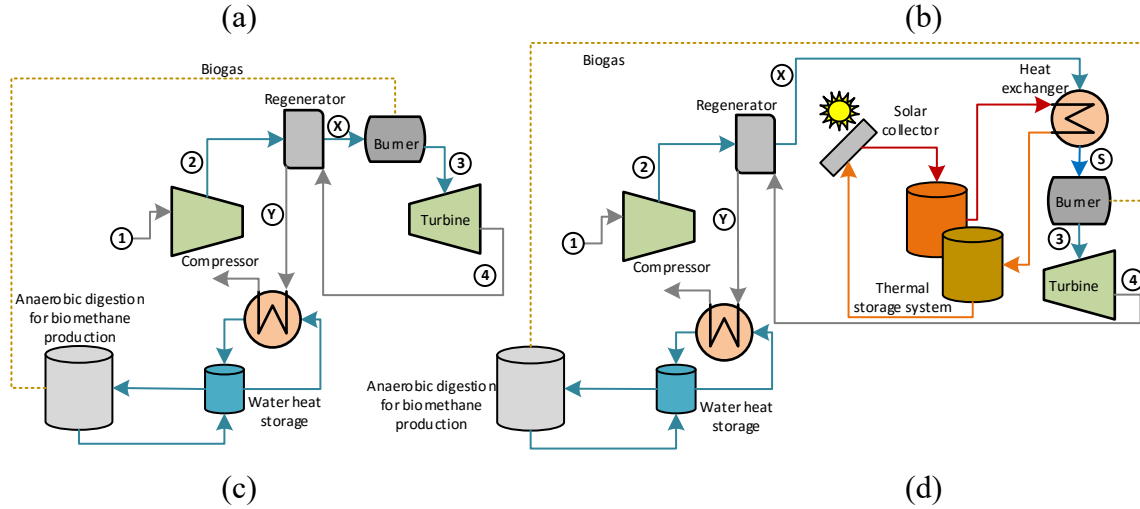 (a)
(b)
Biogas
Regenerator
X
Burner
2
3
1
Y
Turbine
Compressor
4
Anaerobic digestion
for biomethane
production
Water heat
storage
(c)
Biogas
X
Heat
exchanger
Regenerator
Solar
collector
2
S
Burner
Y
1
3
Compressor
Thermal
storage system
Turbine
4
Anaerobic digestion
for biomethane
production
Water heat
storage
(d)